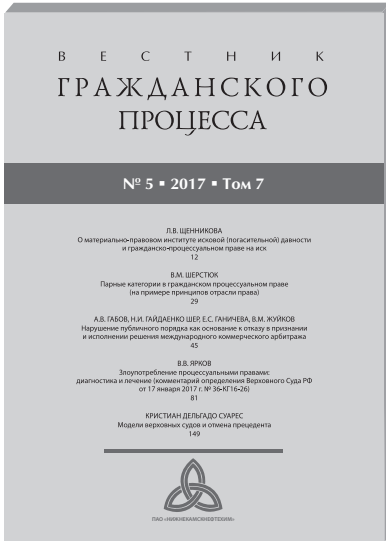 ВЕСТНИК
ГРАЖДАНСКОГО
ПРОЦЕССА
№ 5 ▪ 2017 ▪ Том 7
Л.В. ЩЕННИКОВА
О материально-правовом институте исковой (погасительной) давности
и гражданско-процессуальном праве на иск
12
В.М. ШЕРСТЮК
Парные категории в гражданском процессуальном праве
(на примере принципов отрасли права)
29
А.В. ГАБОВ, Н.И. ГАЙДАЕНКО ШЕР, Е.С. ГАНИЧЕВА, В.М. ЖУЙКОВ
Нарушение публичного порядка как основание к отказу в признании
и исполнении решения международного коммерческого арбитража
45
В.В. ЯРКОВ
Злоупотребление процессуальными правами:
диагностика и лечение (комментарий определения Верховного Суда РФ
от 17 января 2017 г. № 36-КГ16-26)
81
КРИСТИАН ДЕЛЬГАДО СУАРЕС
Модели верховных судов и отмена прецедента
149
ПАО «НИЖНЕКАМСКНЕФТЕХИМ»